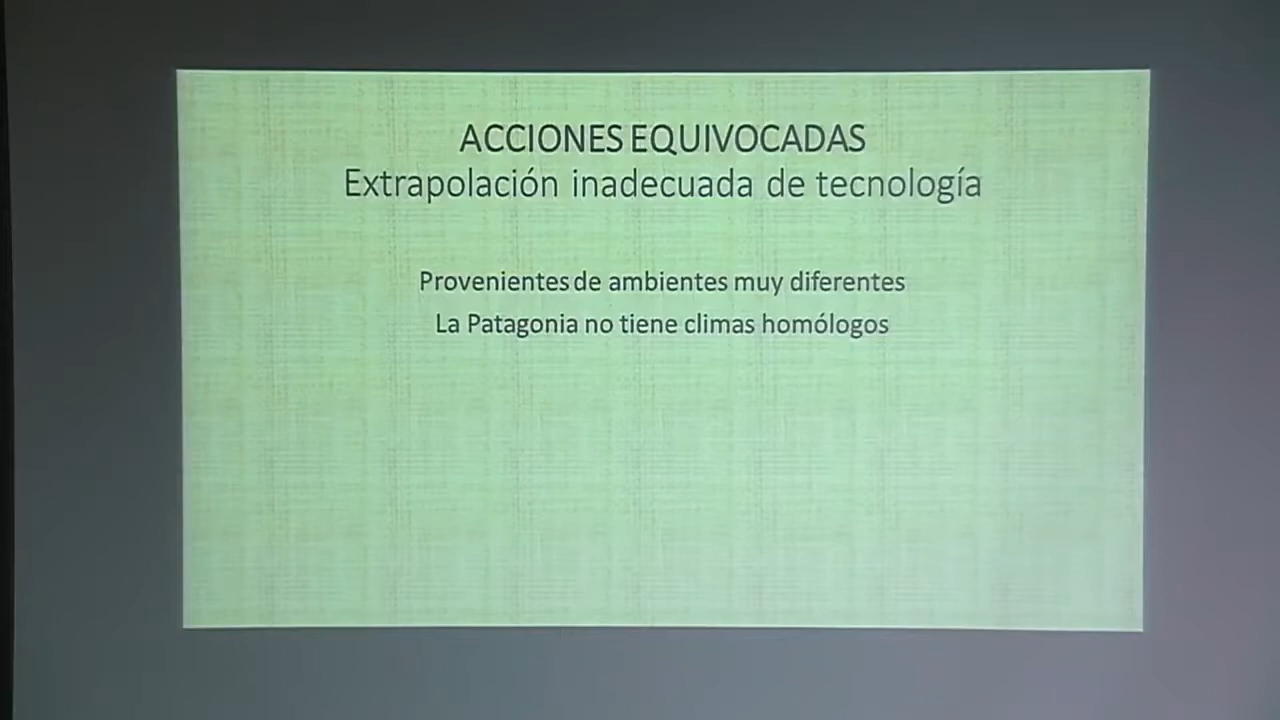 ACCIONES EQUIVOCADAS
Extrapolación inadecuada de tecnología
Provenientes de ambientes muy diferentes
La Patagonia no tiene climas homólogos